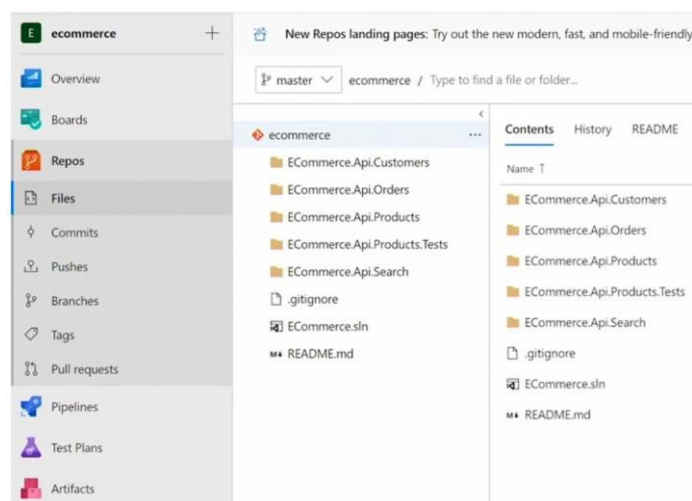 E ecommerce +
New Repos landing pages: Try out the new modern, fast, and mobile-friendly
Overview
Boards
Repos
Files
Commits
Pushes
Branches
Tags
Pull requests
Pipelines
Test Plans
Artifacts
master ecommerce / Type to find a file or folder...
ecommerce ...
ECommerce.Api.Customers
ECommerce.Api.Orders
ECommerce.Api.Products
ECommerce.Api.Products.Tests
ECommerce.Api.Search
.gitignore
ECommerce.sln
M↓ README.md
Contents History README
Name ↑
ECommerce.Api.Customers
ECommerce.Api.Orders
ECommerce.Api.Products
ECommerce.Api.Products.Tests
ECommerce.Api.Search
.gitignore
ECommerce.sln
M↓ README.md